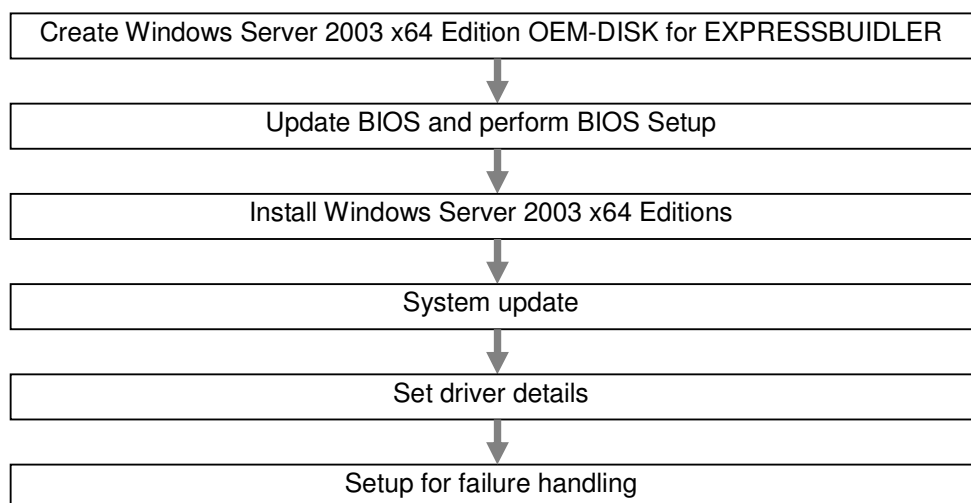 Create Windows Server 2003 x64 Edition OEM-DISK for EXPRESSBUIDLER
Update BIOS and perform BIOS Setup
Install Windows Server 2003 x64 Editions
System update
Set driver details
Setup for failure handling